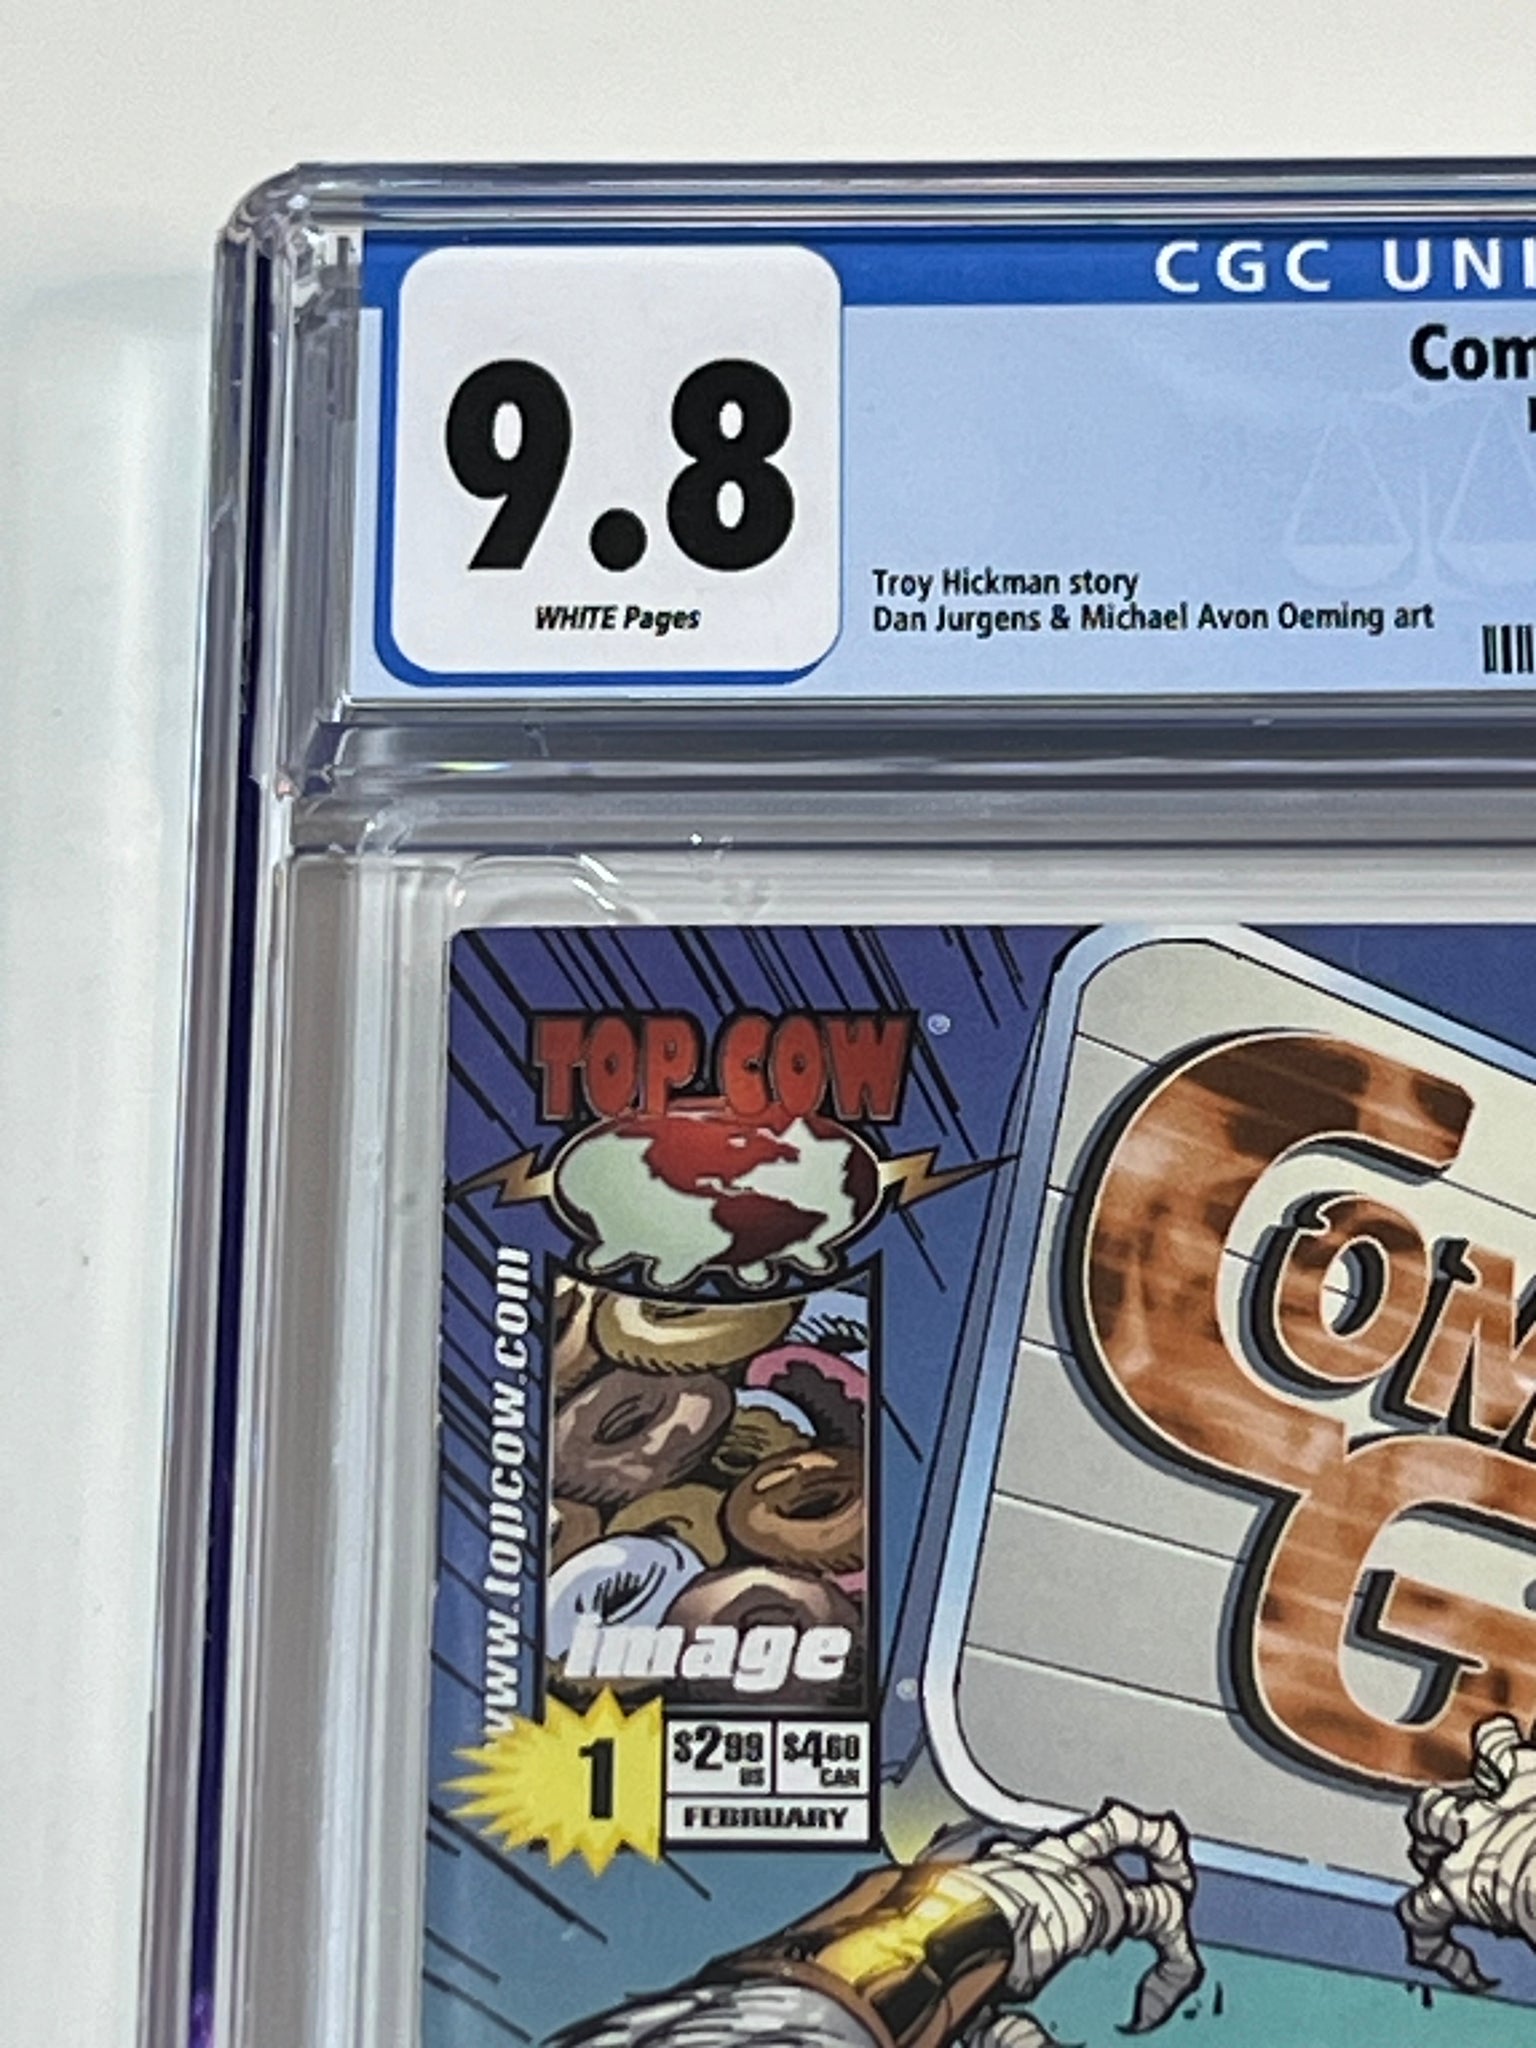 CGC UNI
Com
9.8
WHITE Pages
Troy Hickman story
Dan Jurgens & Michael Avon Oeming art
TOP COW®
www.topcow.com
COM
G
image
®
1
$2.99 US
$4.60 CAN
FEBRUARY